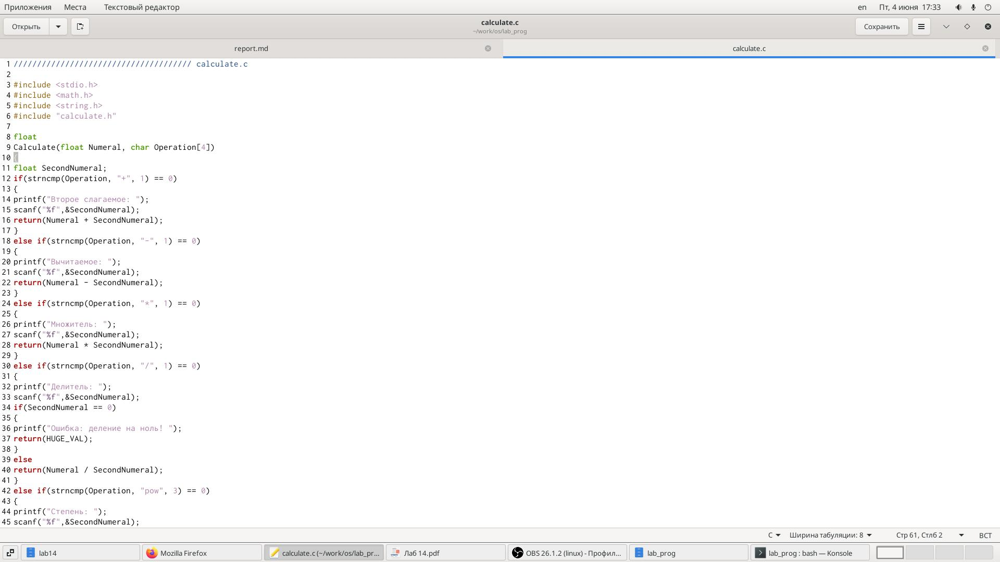 Приложения Места Текстовый редактор en Пт, 4 июня 17:33
Открыть calculate.c Сохранить
~/work/os/lab_prog
report.md calculate.c
1 ////////////////////////////////////// calculate.c
2
3 #include <stdio.h>
4 #include <math.h>
5 #include <string.h>
6 #include "calculate.h"
7
8 float
9 Calculate(float Numeral, char Operation[4])
10 {
11 float SecondNumeral;
12 if(strncmp(Operation, "+", 1) == 0)
13 {
14 printf("Второе слагаемое: ");
15 scanf("%f",&SecondNumeral);
16 return(Numeral + SecondNumeral);
17 }
18 else if(strncmp(Operation, "-", 1) == 0)
19 {
20 printf("Вычитаемое: ");
21 scanf("%f",&SecondNumeral);
22 return(Numeral - SecondNumeral);
23 }
24 else if(strncmp(Operation, "*", 1) == 0)
25 {
26 printf("Множитель: ");
27 scanf("%f",&SecondNumeral);
28 return(Numeral * SecondNumeral);
29 }
30 else if(strncmp(Operation, "/", 1) == 0)
31 {
32 printf("Делитель: ");
33 scanf("%f",&SecondNumeral);
34 if(SecondNumeral == 0)
35 {
36 printf("Ошибка: деление на ноль! ");
37 return(HUGE_VAL);
38 }
39 else
40 return(Numeral / SecondNumeral);
41 }
42 else if(strncmp(Operation, "pow", 3) == 0)
43 {
44 printf("Степень: ");
45 scanf("%f",&SecondNumeral);
C Ширина табуляции: 8 Стр 61, Стлб 2 ВСТ
lab14 Mozilla Firefox calculate.c (~/work/os/lab_pr... Лаб 14.pdf OBS 26.1.2 (linux) - Профил... lab_prog lab_prog : bash — Konsole